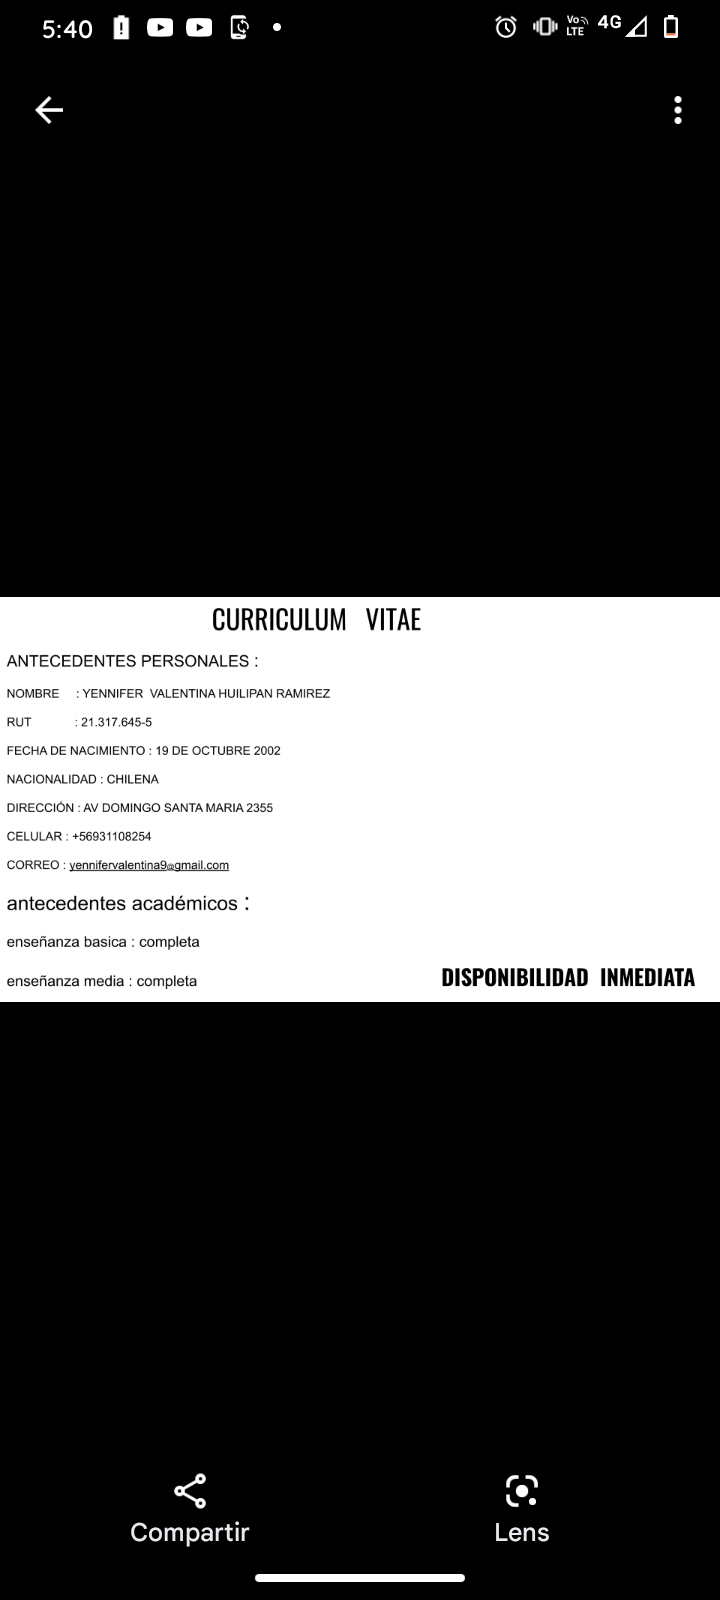 5:40
Vo LTE 4G
CURRICULUM VITAE
ANTECEDENTES PERSONALES :
NOMBRE : YENNIFER VALENTINA HUILIPAN RAMIREZ
RUT : 21.317.645-5
FECHA DE NACIMIENTO : 19 DE OCTUBRE 2002
NACIONALIDAD : CHILENA
DIRECCIÓN : AV DOMINGO SANTA MARIA 2355
CELULAR : +56931108254
CORREO : yennifervalentina9@gmail.com
antecedentes académicos :
enseñanza basica : completa
enseñanza media : completa
DISPONIBILIDAD INMEDIATA
Compartir
Lens